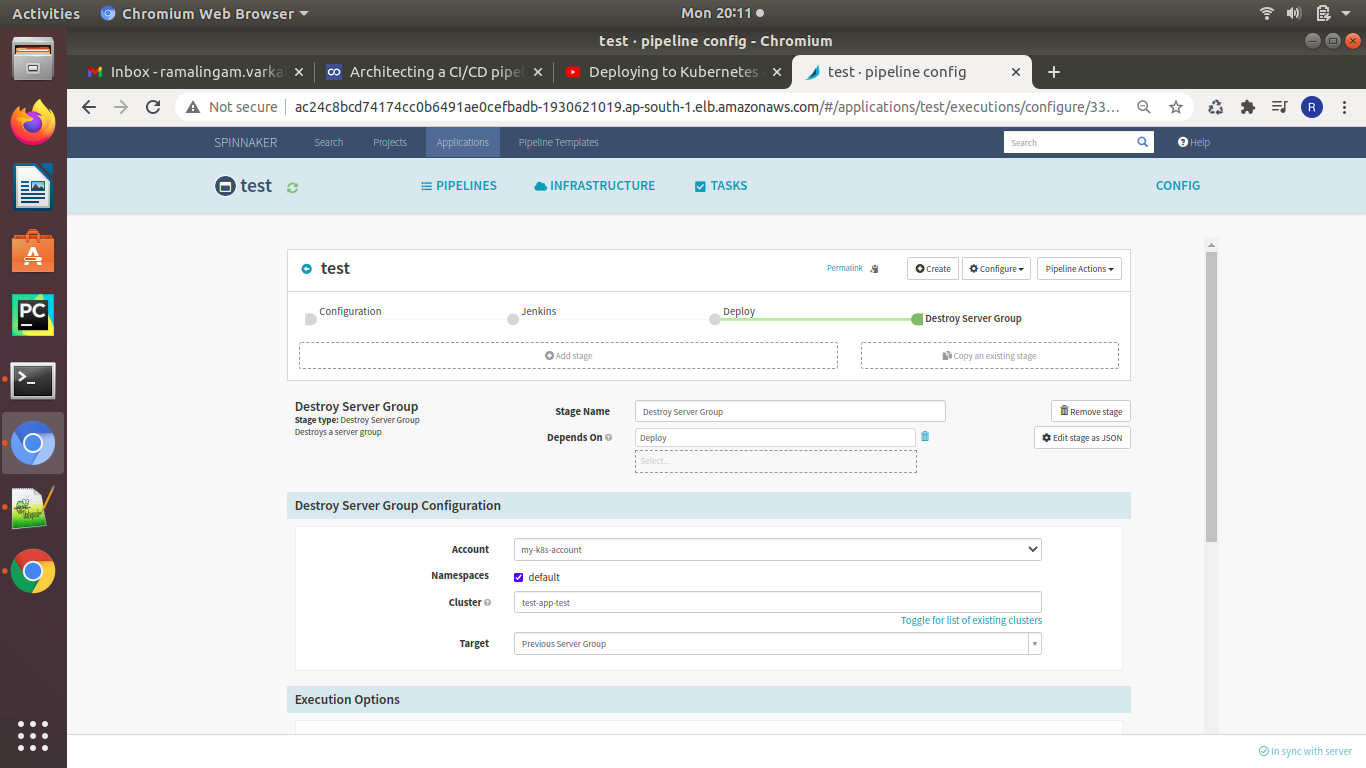 Activities Chromium Web Browser Mon 20:11
test · pipeline config - Chromium
Inbox - ramalingam.varka Architecting a CI/CD pipel Deploying to Kubernetes test · pipeline config
Not secure ac24c8bcd74174cc0b6491ae0cefbadb-1930621019.ap-south-1.elb.amazonaws.com/#/applications/test/executions/configure/33… R
SPINNAKER Search Projects Applications Pipeline Templates Search Help
test PIPELINES INFRASTRUCTURE TASKS CONFIG
test Permalink Create Configure Pipeline Actions
Configuration Jenkins Deploy Destroy Server Group
Add stage Copy an existing stage
Destroy Server Group Stage Name Destroy Server Group Remove stage
Stage type: Destroy Server Group
Destroys a server group Depends On Deploy Edit stage as JSON
Select...
Destroy Server Group Configuration
Account my-k8s-account
Namespaces default
Cluster test-app-test
Toggle for list of existing clusters
Target Previous Server Group
Execution Options
In sync with server